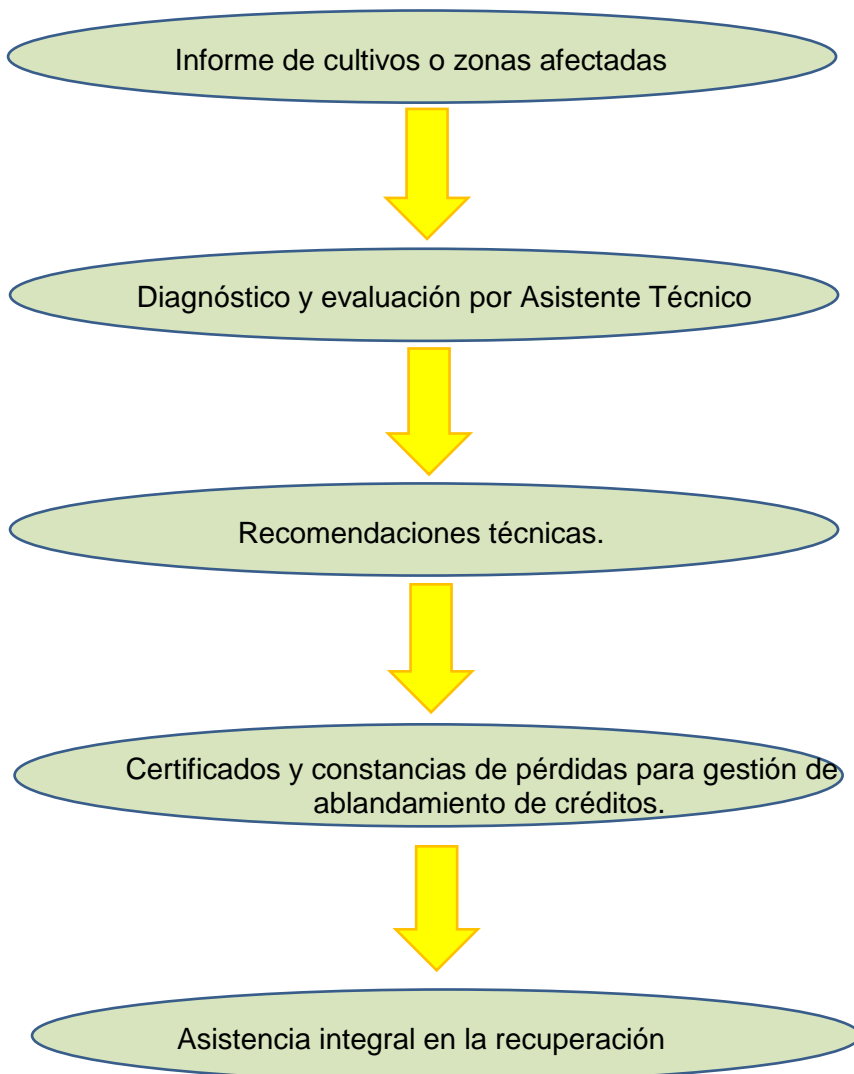 Informe de cultivos o zonas afectadas
Diagnóstico y evaluación por Asistente Técnico
Recomendaciones técnicas.
Certificados y constancias de pérdidas para gestión de
ablandamiento de créditos.
Asistencia integral en la recuperación